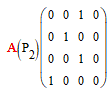 A(P₂)
0 0 1 0
0 1 0 0
0 0 1 0
1 0 0 0